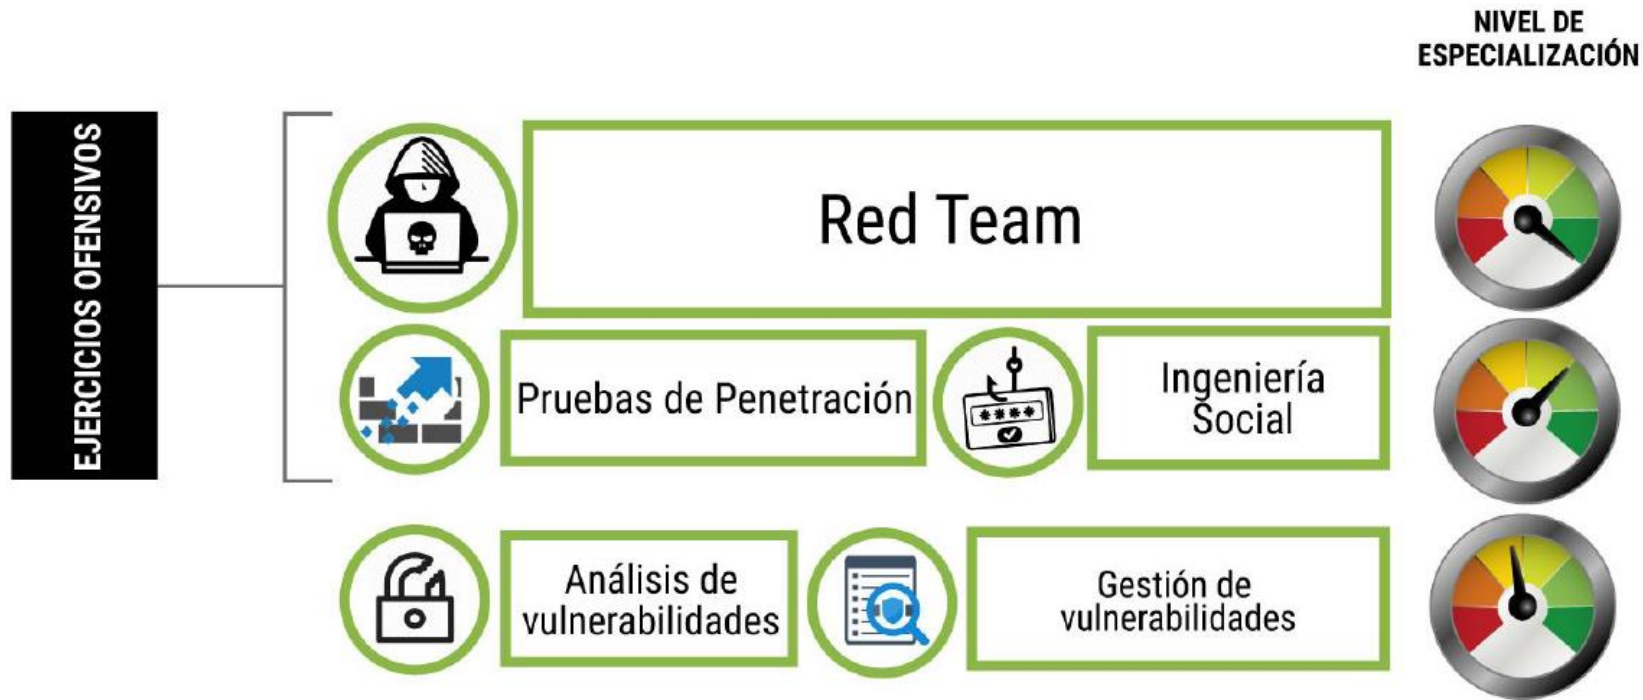 NIVEL DE
ESPECIALIZACIÓN
EJERCICIOS OFENSIVOS
Red Team
Pruebas de Penetración
Ingeniería
Social
Análisis de
vulnerabilidades
Gestión de
vulnerabilidades